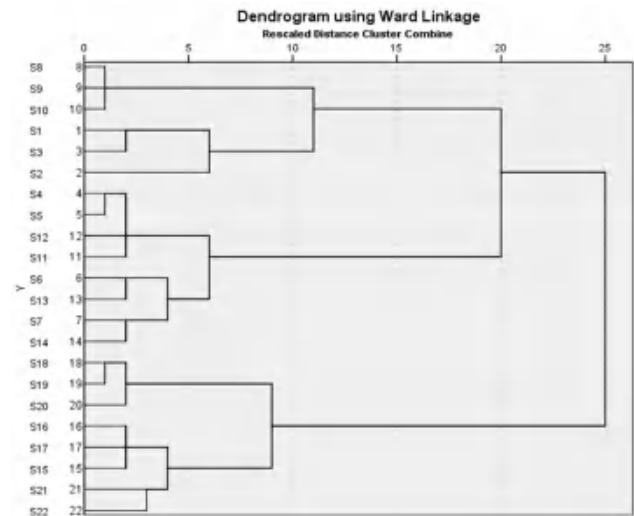 Dendrogram using Ward Linkage
Rescaled Distance Cluster Combine
0 5 10 15 20 25
S8 8
S9 9
S10 10
S1 1
S3 3
S2 2
S4 4
S5 5
S12 12
S11 11
S6 6
Y
S13 13
S7 7
S14 14
S18 18
S19 19
S20 20
S16 16
S17 17
S15 15
S21 21
S22 22